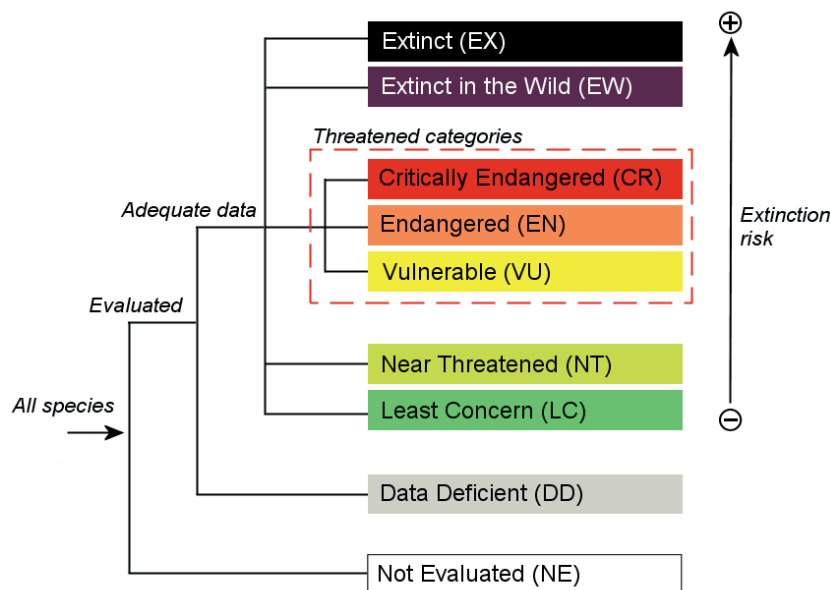 Extinct (EX)
Extinct in the Wild (EW)
Threatened categories
Critically Endangered (CR)
Adequate data
Endangered (EN)
Extinction
risk
Vulnerable (VU)
Evaluated
Near Threatened (NT)
All species
Least Concern (LC)
Data Deficient (DD)
Not Evaluated (NE)